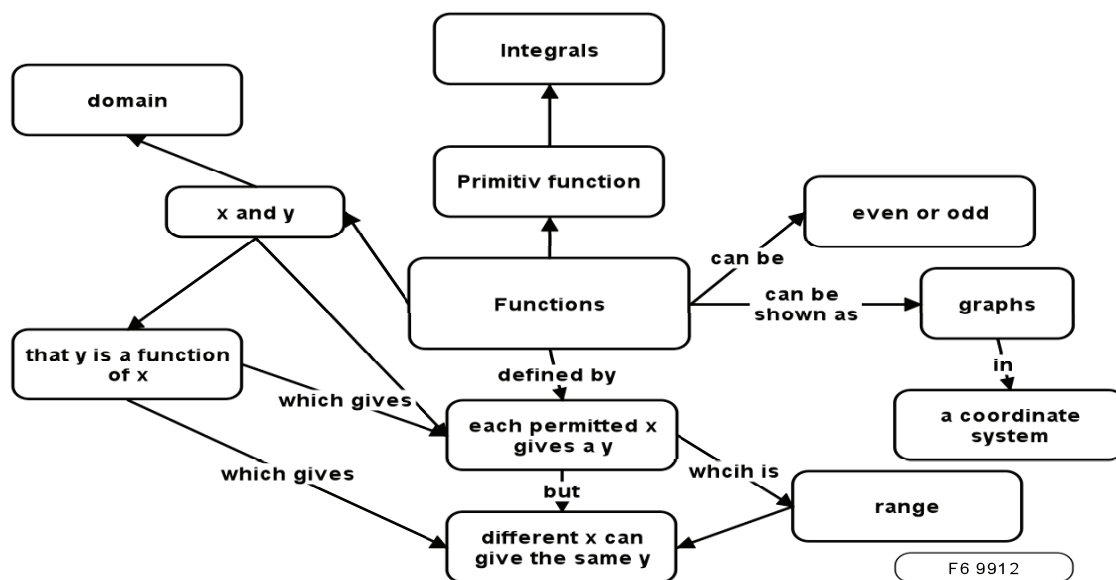 Integrals
domain
Primitiv function
x and y
even or odd
can be
Functions
can be
shown as
graphs
that y is a function
of x
defined by
in
which gives
each permitted x
gives a y
a coordinate
system
which gives
whcih is
but
range
different x can
give the same y
F6 9912